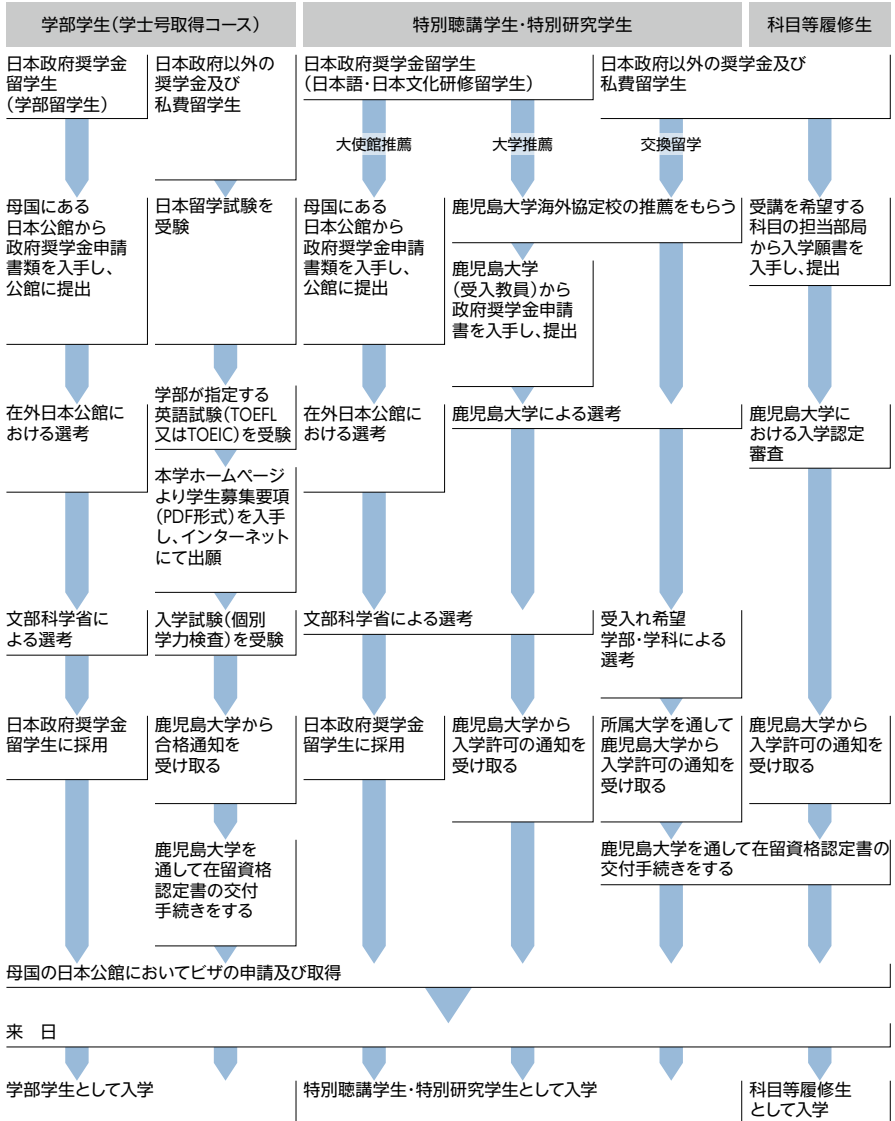 学部学生(学士号取得コース)
特別聴講学生・特別研究学生
科目等履修生
日本政府奨学金
留学生
(学部留学生)
日本政府以外の
奨学金及び
私費留学生
日本政府奨学金留学生
(日本語・日本文化研修留学生)
日本政府以外の奨学金及び
私費留学生
大使館推薦
大学推薦
交換留学
母国にある
日本公館から
政府奨学金申請
書類を入手し、
公館に提出
日本留学試験を
受験
母国にある
日本公館から
政府奨学金申請
書類を入手し、
公館に提出
鹿児島大学海外協定校の推薦をもらう
鹿児島大学
(受入教員)から
政府奨学金申請
書を入手し、提出
受講を希望する
科目の担当部局
から入学願書を
入手し、提出
在外日本公館に
おける選考
学部が指定する
英語試験(TOEFL
又はTOEIC)を受験
本学ホームページ
より学生募集要項
(PDF形式)を入手
し、インターネット
にて出願
在外日本公館に
おける選考
鹿児島大学による選考
鹿児島大学に
おける入学認定
審査
文部科学省に
よる選考
入学試験(個別
学力検査)を受験
文部科学省による選考
受入れ希望
学部・学科による
選考
日本政府奨学金
留学生に採用
鹿児島大学から
合格通知を
受け取る
日本政府奨学金
留学生に採用
鹿児島大学から
入学許可の通知を
受け取る
所属大学を通して
鹿児島大学から
入学許可の通知を
受け取る
鹿児島大学から
入学許可の通知を
受け取る
鹿児島大学を
通して在留資格
認定書の交付
手続きをする
鹿児島大学を通して在留資格認定書の
交付手続きをする
母国の日本公館においてビザの申請及び取得
来 日
学部学生として入学
特別聴講学生・特別研究学生として入学
科目等履修生
として入学